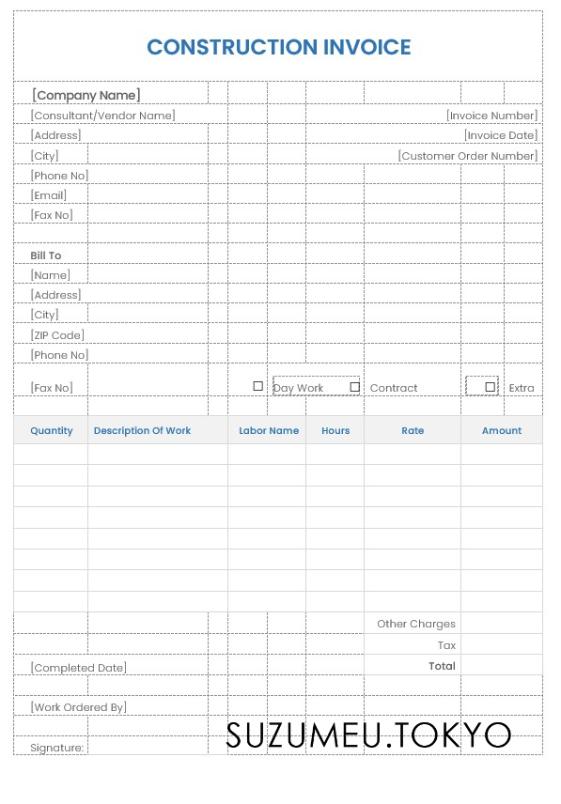 CONSTRUCTION INVOICE
[Company Name]
[Consultant/Vendor Name] [Invoice Number]
[Address] [Invoice Date]
[City] [Customer Order Number]
[Phone No]
[Email]
[Fax No]
Bill To
[Name]
[Address]
[City]
[ZIP Code]
[Phone No]
[Fax No] ☐ Day Work ☐ Contract ☐ Extra
Quantity Description Of Work Labor Name Hours Rate Amount
Other Charges
Tax
[Completed Date] Total
[Work Ordered By]
SUZUMEU.TOKYO
Signature: